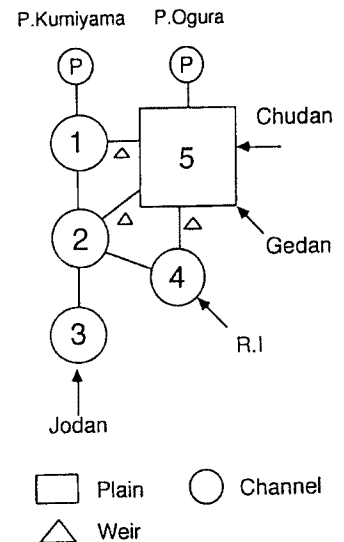 P.Kumiyama P.Ogura
P P
1
5
Chudan
2
4
Gedan
3
R.I
Jodan
Plain Channel
Weir